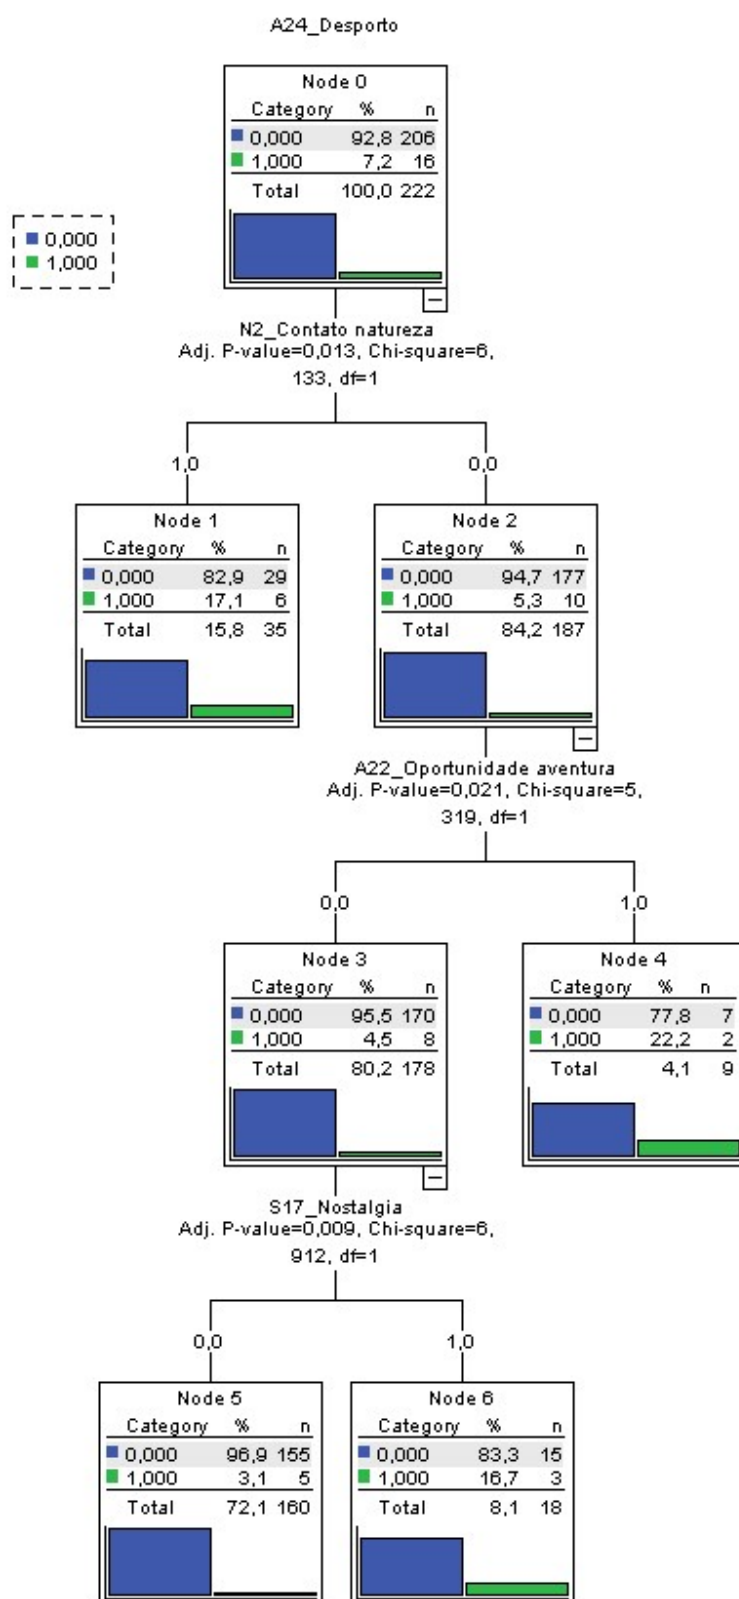 A24_Desporto
Node 0
Category % n
0,000 92,8 206
1,000 7,2 16
Total 100,0 222
0,000
1,000
N2_Contato natureza
Adj. P-value=0,013, Chi-square=6,
133, df=1
1,0
0,0
Node 1
Category % n
0,000 82,9 29
1,000 17,1 6
Total 15,8 35
Node 2
Category % n
0,000 94,7 177
1,000 5,3 10
Total 84,2 187
A22_Oportunidade aventura
Adj. P-value=0,021, Chi-square=5,
319, df=1
0,0
1,0
Node 3
Category % n
0,000 95,5 170
1,000 4,5 8
Total 80,2 178
Node 4
Category % n
0,000 77,8 7
1,000 22,2 2
Total 4,1 9
S17_Nostalgia
Adj. P-value=0,009, Chi-square=6,
912, df=1
0,0
1,0
Node 5
Category % n
0,000 96,9 155
1,000 3,1 5
Total 72,1 160
Node 6
Category % n
0,000 83,3 15
1,000 16,7 3
Total 8,1 18